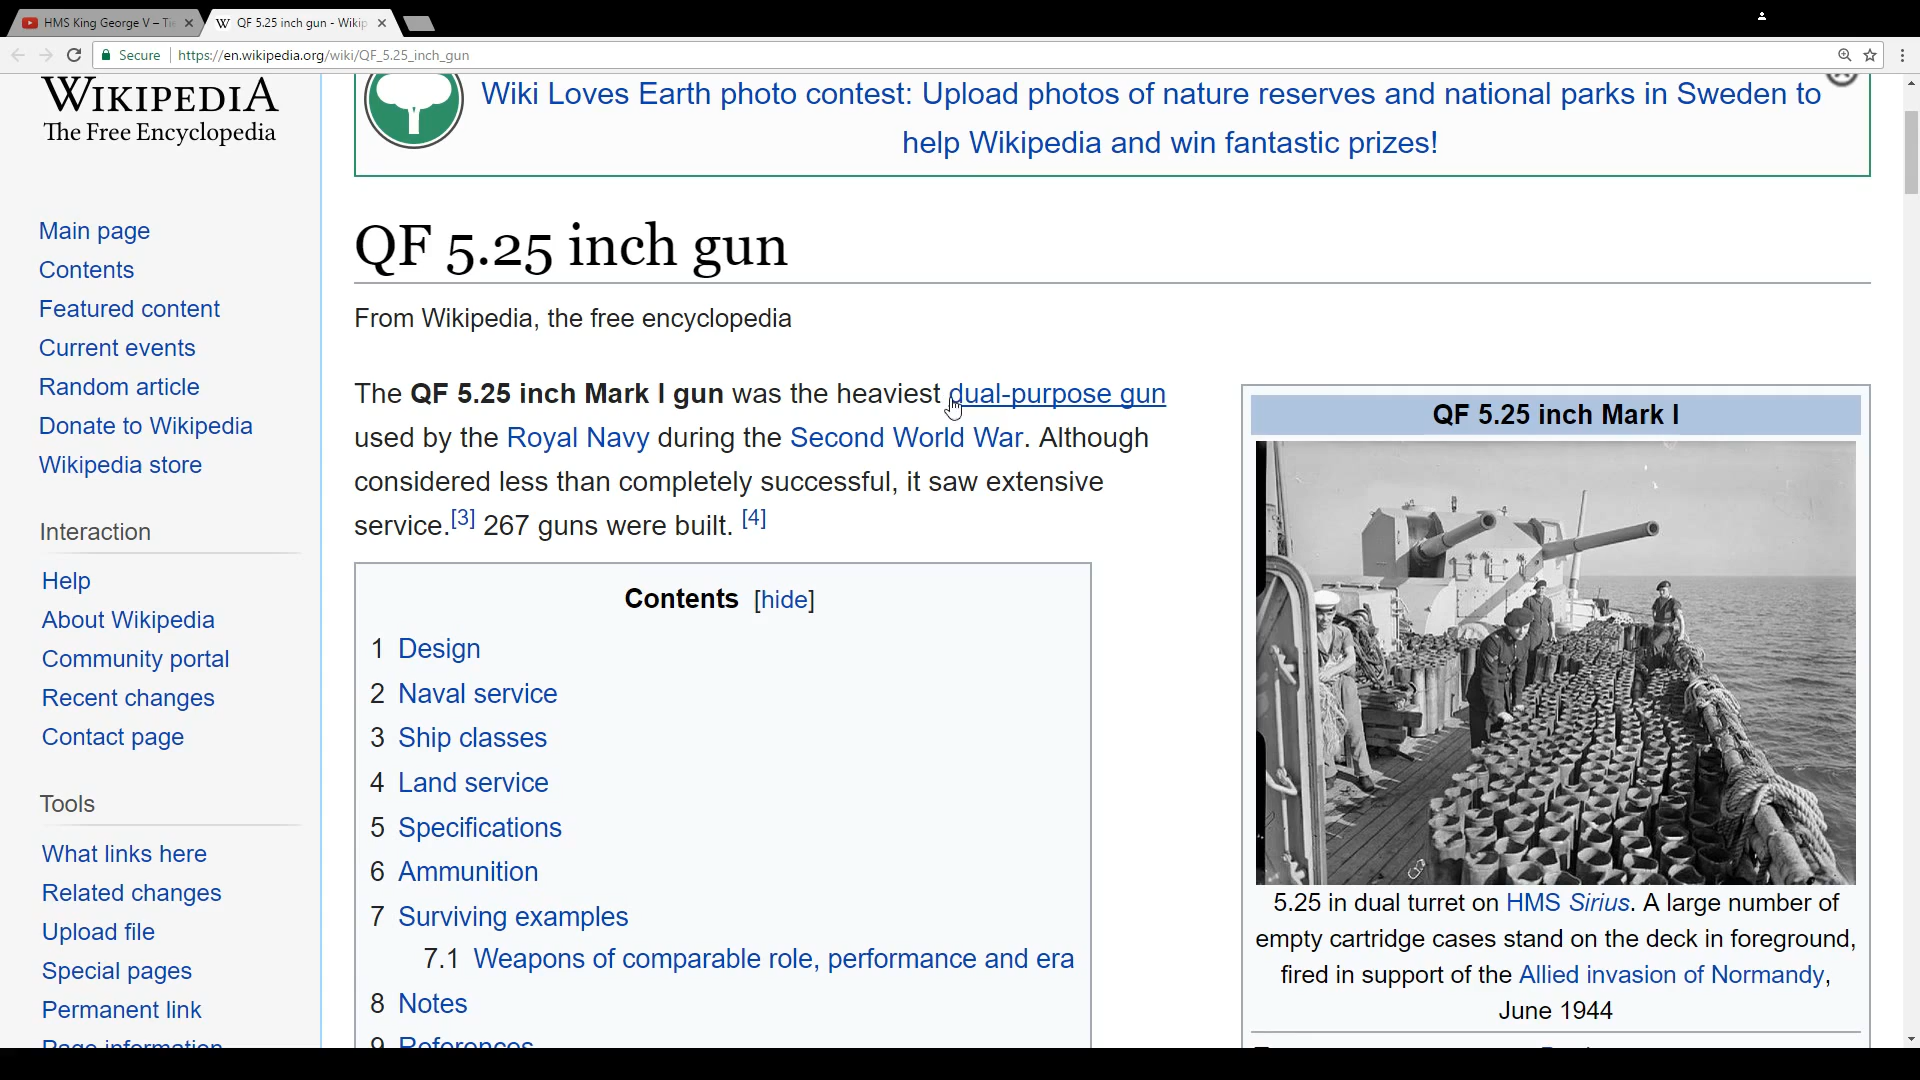 HMS King George V – Tie
QF 5.25 inch gun - Wikip
Secure
https://en.wikipedia.org/wiki/QF_5.25_inch_gun
WIKIPEDIA
The Free Encyclopedia
Main page
Contents
Featured content
Current events
Random article
Donate to Wikipedia
Wikipedia store
Interaction
Help
About Wikipedia
Community portal
Recent changes
Contact page
Tools
What links here
Related changes
Upload file
Special pages
Permanent link
Page information
Wiki Loves Earth photo contest: Upload photos of nature reserves and national parks in Sweden to
help Wikipedia and win fantastic prizes!
QF 5.25 inch gun
From Wikipedia, the free encyclopedia
The QF 5.25 inch Mark I gun was the heaviest dual-purpose gun
used by the Royal Navy during the Second World War. Although
considered less than completely successful, it saw extensive
service.[3] 267 guns were built. [4]
Contents [hide]
1 Design
2 Naval service
3 Ship classes
4 Land service
5 Specifications
6 Ammunition
7 Surviving examples
7.1 Weapons of comparable role, performance and era
8 Notes
9 References
QF 5.25 inch Mark I
5.25 in dual turret on HMS Sirius. A large number of
empty cartridge cases stand on the deck in foreground,
fired in support of the Allied invasion of Normandy,
June 1944